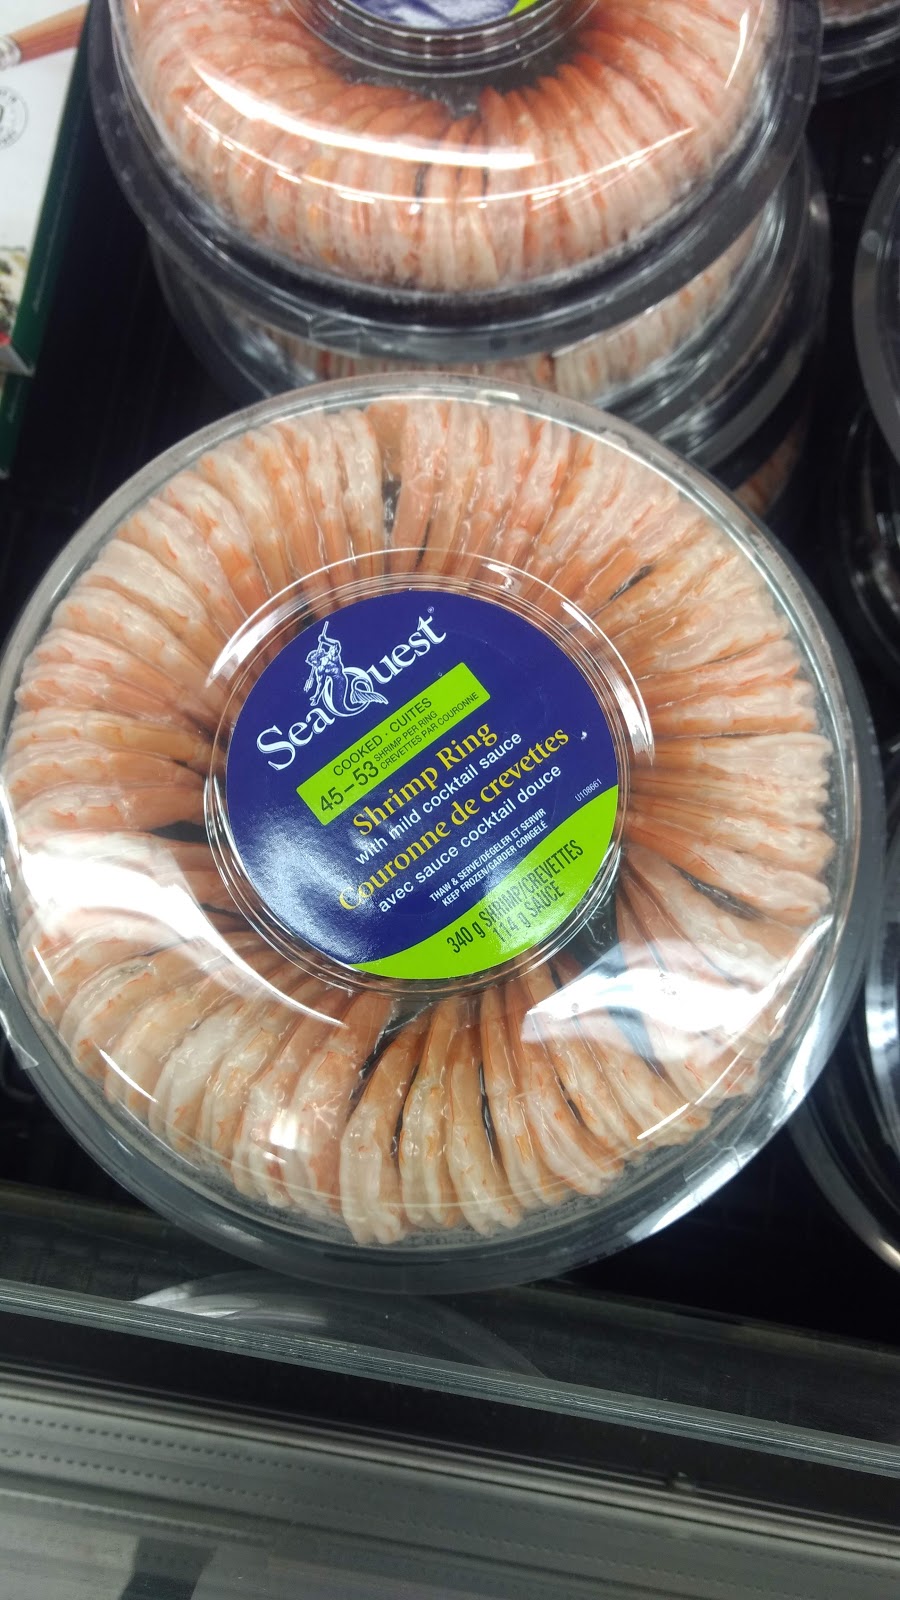 SeaQuest®
COOKED · CUITES
45–53 SHRIMP PER RING
CREVETTES PAR COURONNE
Shrimp Ring
with mild cocktail sauce
Couronne de crevettes
avec sauce cocktail douce
THAW & SERVE/DÉGELER ET SERVIR
KEEP FROZEN/GARDER CONGELÉ
U108661
340 g SHRIMP/CREVETTES
114 g SAUCE